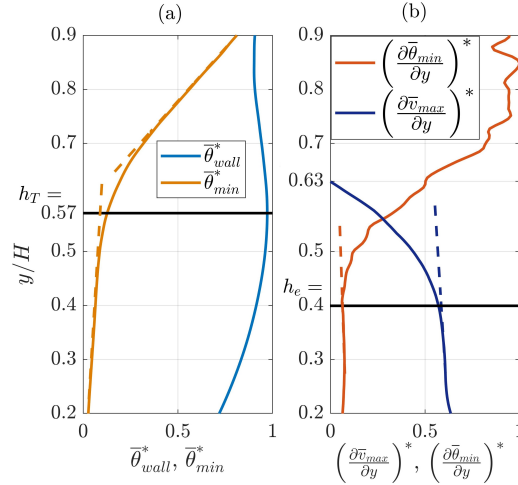 (a)
(b)
0.9
0.7
h_T =
0.57
0.5
0.4
0.3
0.2
y/H
0
0.5
1
θ̅*_wall
θ̅*_min
θ̅*_wall, θ̅*_min
0.9
0.8
0.7
0.63
0.5
h_e =
0.4
0.3
0.2
0
0.5
1
(∂θ̅_min/∂y)*
(∂v̅_max/∂y)*
(∂v̅_max/∂y)*, (∂θ̅_min/∂y)*